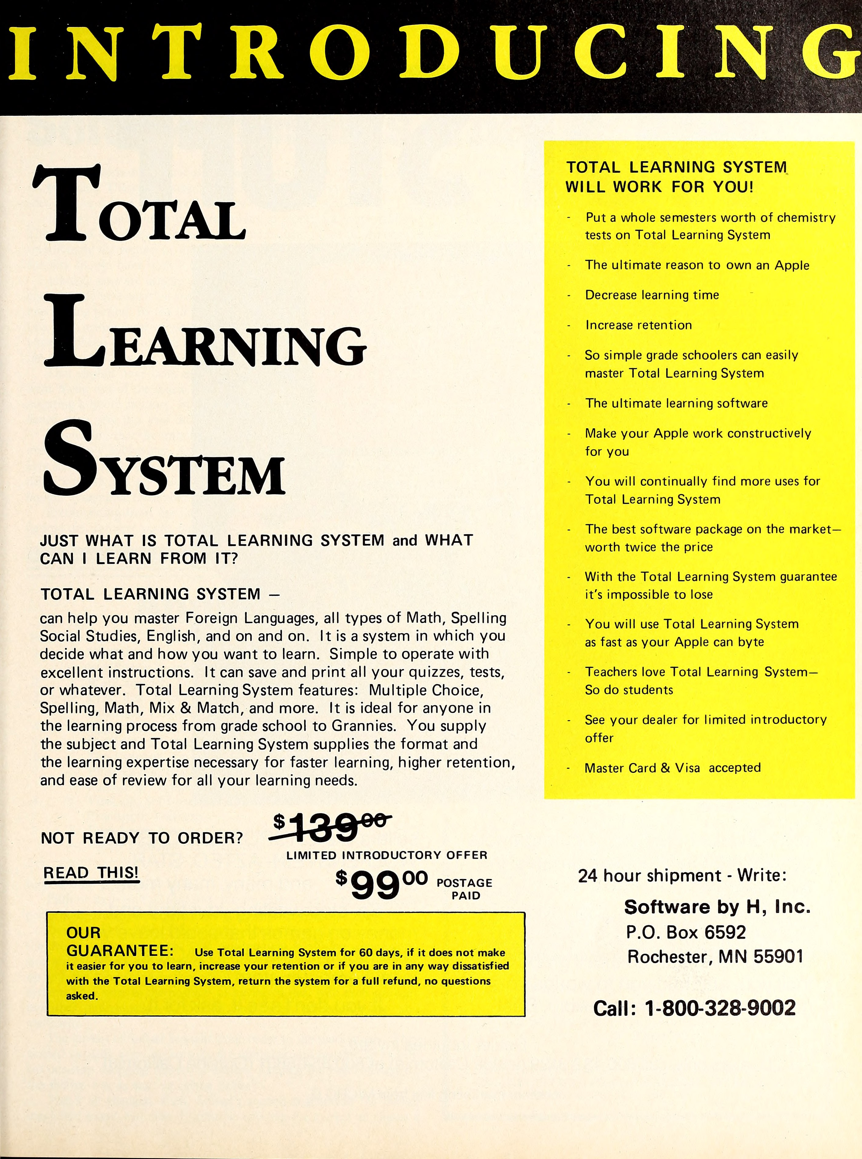 INTRODUCING
TOTAL
LEARNING
SYSTEM
JUST WHAT IS TOTAL LEARNING SYSTEM and WHAT
CAN I LEARN FROM IT?
TOTAL LEARNING SYSTEM —
can help you master Foreign Languages, all types of Math, Spelling
Social Studies, English, and on and on. It is a system in which you
decide what and how you want to learn. Simple to operate with
excellent instructions. It can save and print all your quizzes, tests,
or whatever. Total Learning System features: Multiple Choice,
Spelling, Math, Mix & Match, and more. It is ideal for anyone in
the learning process from grade school to Grannies. You supply
the subject and Total Learning System supplies the format and
the learning expertise necessary for faster learning, higher retention,
and ease of review for all your learning needs.
NOT READY TO ORDER?
READ THIS!
$13900
LIMITED INTRODUCTORY OFFER
$9900 POSTAGE
PAID
OUR
GUARANTEE: Use Total Learning System for 60 days, if it does not make
it easier for you to learn, increase your retention or if you are in any way dissatisfied
with the Total Learning System, return the system for a full refund, no questions
asked.
TOTAL LEARNING SYSTEM
WILL WORK FOR YOU!
- Put a whole semesters worth of chemistry
tests on Total Learning System
- The ultimate reason to own an Apple
- Decrease learning time
- Increase retention
- So simple grade schoolers can easily
master Total Learning System
- The ultimate learning software
- Make your Apple work constructively
for you
- You will continually find more uses for
Total Learning System
- The best software package on the market—
worth twice the price
- With the Total Learning System guarantee
it's impossible to lose
- You will use Total Learning System
as fast as your Apple can byte
- Teachers love Total Learning System—
So do students
- See your dealer for limited introductory
offer
- Master Card & Visa accepted
24 hour shipment - Write:
Software by H, Inc.
P.O. Box 6592
Rochester, MN 55901
Call: 1-800-328-9002